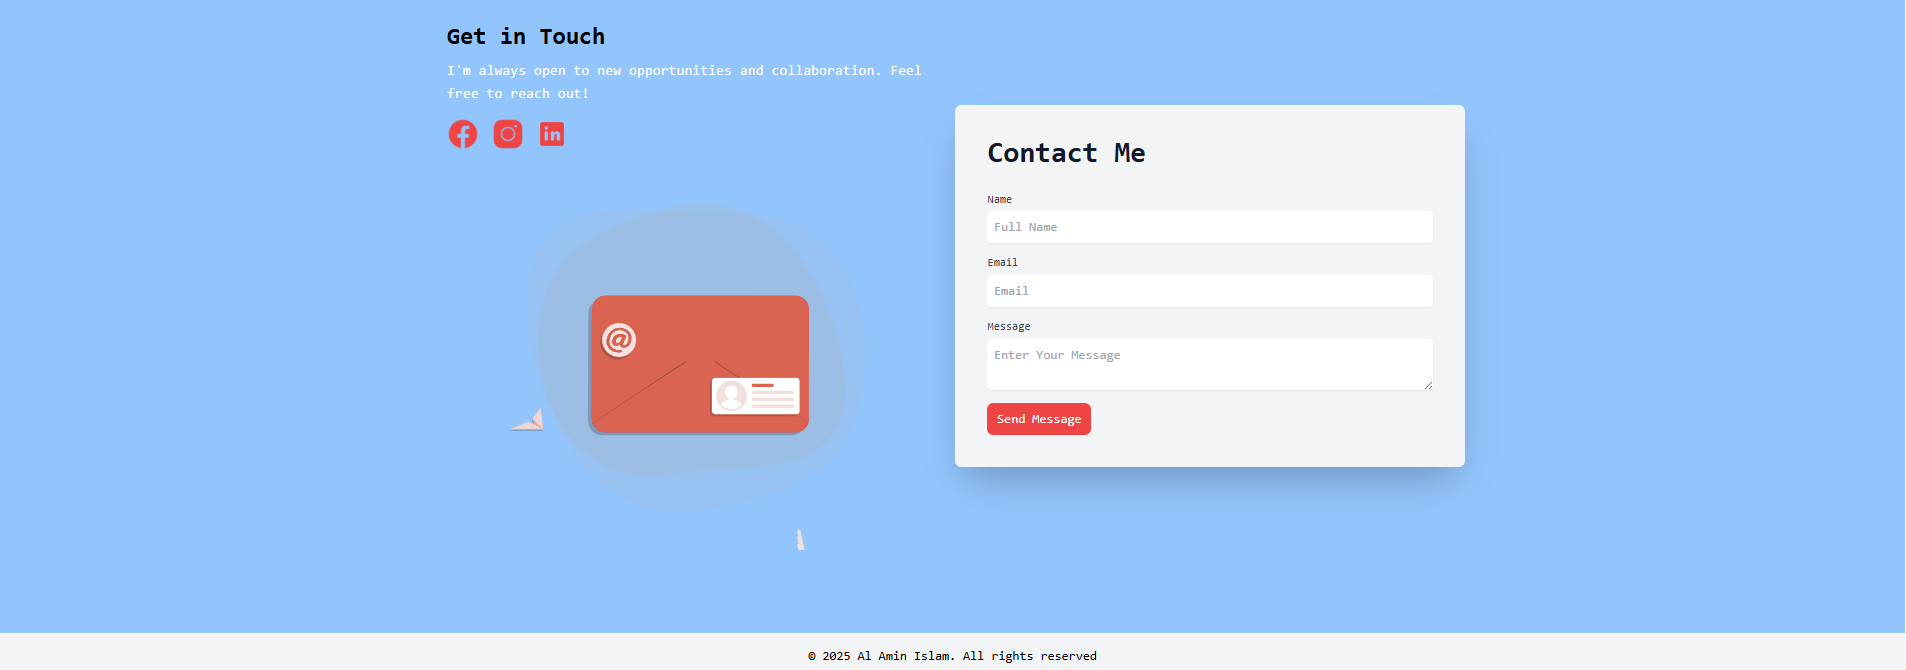 Get in Touch
I'm always open to new opportunities and collaboration. Feel
free to reach out!
in
@
Contact Me
Name
Full Name
Email
Email
Message
Enter Your Message
Send Message
© 2025 Al Amin Islam. All rights reserved